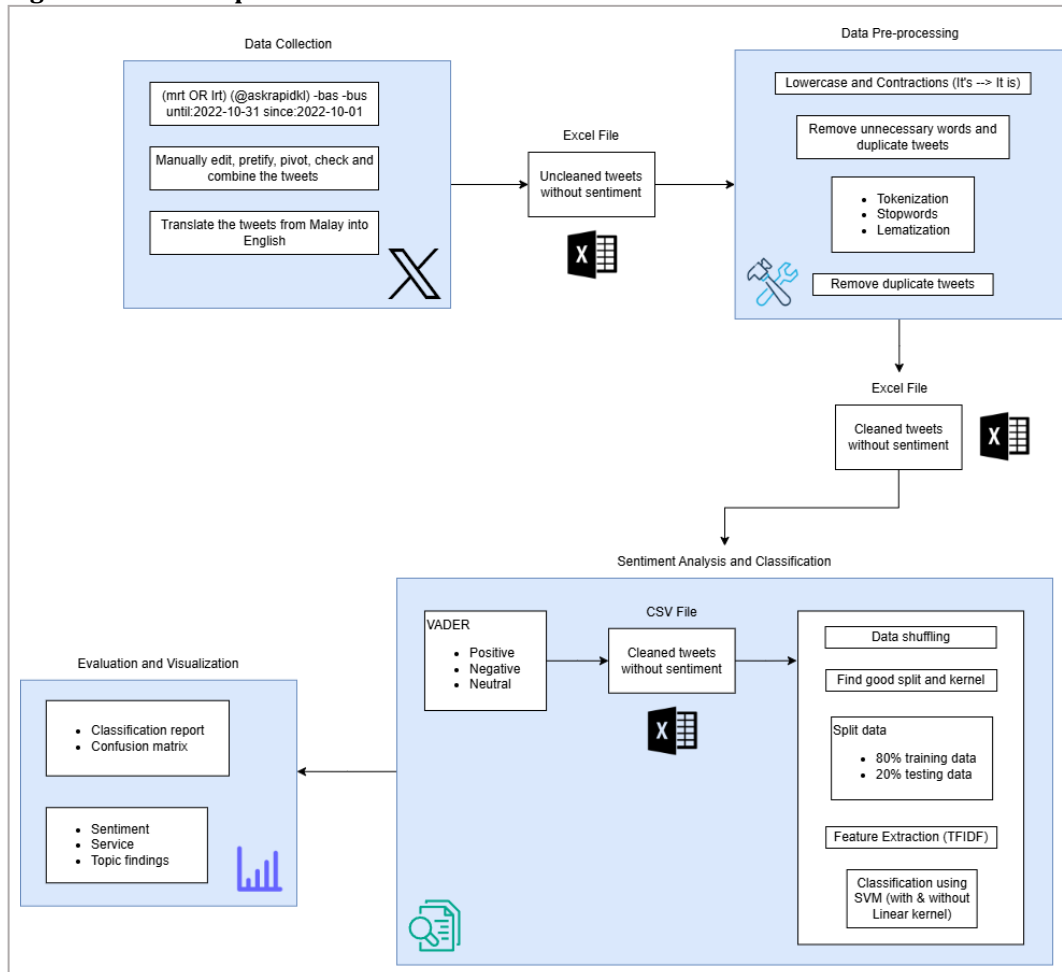 Data Collection
(mrt OR lrt) (@askrapidkl) -bas -bus
until:2022-10-31 since:2022-10-01
Manually edit, pretify, pivot, check and
combine the tweets
Translate the tweets from Malay into
English
Excel File
Uncleaned tweets
without sentiment
X
Data Pre-processing
Lowercase and Contractions (It's --> It is)
Remove unnecessary words and
duplicate tweets
• Tokenization
• Stopwords
• Lematization
Remove duplicate tweets
Excel File
Cleaned tweets
without sentiment
X
Sentiment Analysis and Classification
VADER
• Positive
• Negative
• Neutral
CSV File
Cleaned tweets
without sentiment
X
Data shuffling
Find good split and kernel
Split data
• 80% training data
• 20% testing data
Feature Extraction (TFIDF)
Classification using
SVM (with & without
Linear kernel)
Evaluation and Visualization
• Classification report
• Confusion matrix
• Sentiment
• Service
• Topic findings